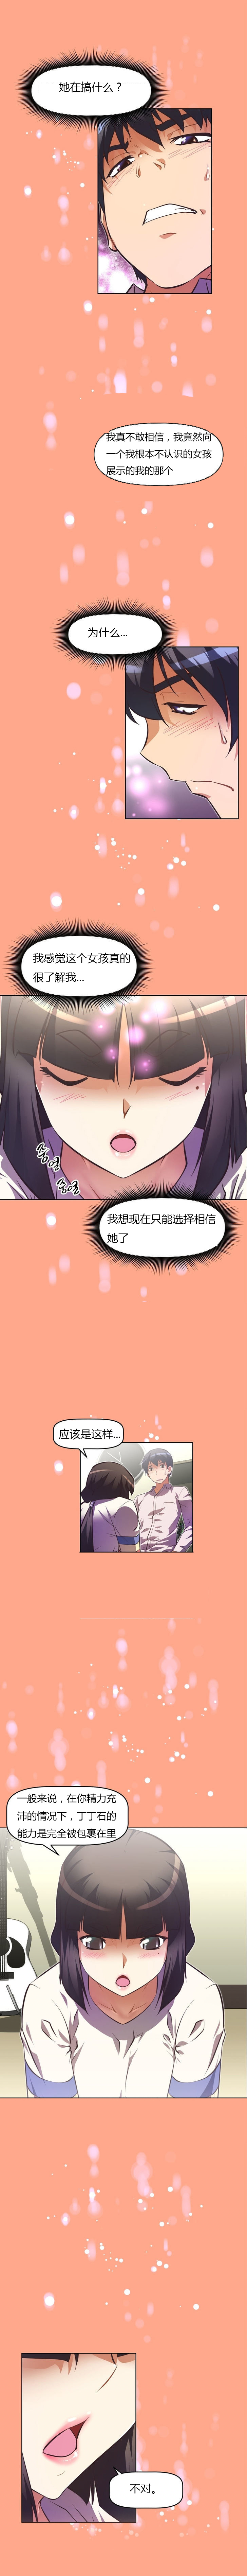 她在搞什么？
我真不敢相信，我竟然向
一个我根本不认识的女孩
展示的我的那个
为什么...
我感觉这个女孩真的
很了解我...
我想现在只能选择相信
她了
应该是这样...
一般来说，在你精力充
沛的情况下，丁丁石的
能力是完全被包裹在里
不对。